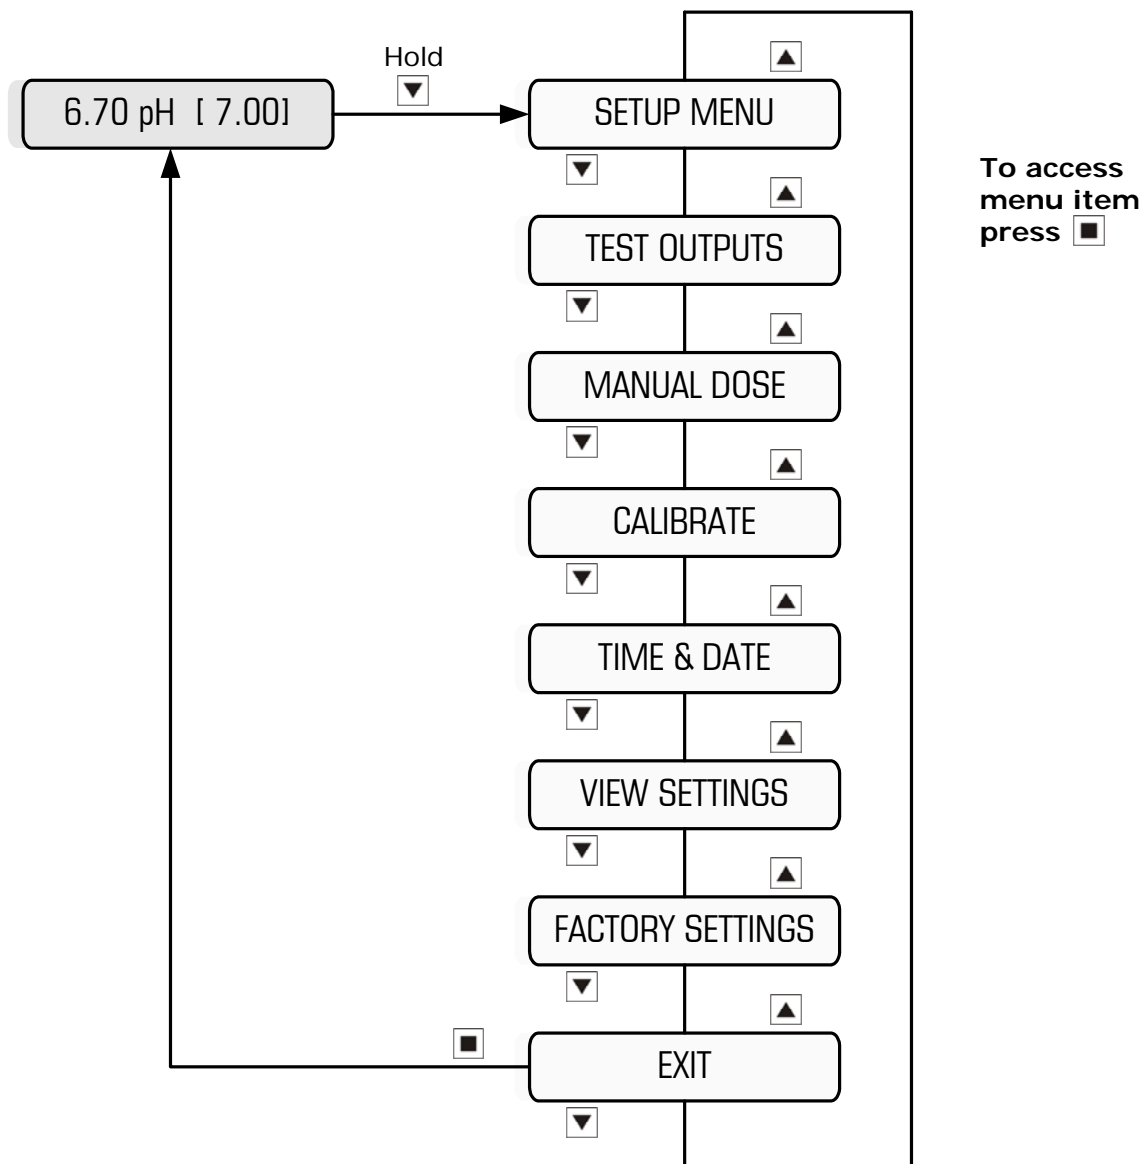 Hold
6.70 pH [ 7.00]
SETUP MENU
To access
menu item
press
TEST OUTPUTS
MANUAL DOSE
CALIBRATE
TIME & DATE
VIEW SETTINGS
FACTORY SETTINGS
EXIT